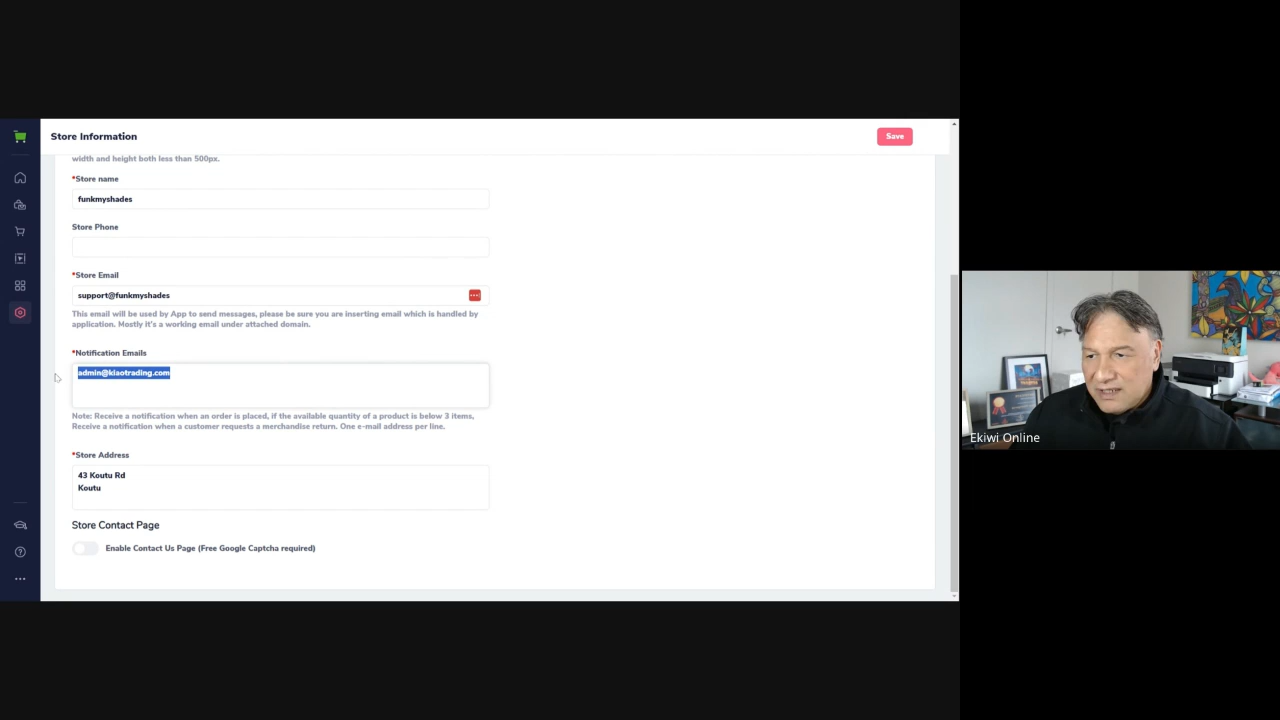 Store Information
Save
width and height both less than 500px.
*Store name
funkmyshades
Store Phone
*Store Email
support@funkmyshades
This email will be used by App to send messages, please be sure you are inserting email which is handled by
application. Mostly it's a working email under attached domain.
*Notification Emails
admin@kiaotrading.com
Note: Receive a notification when an order is placed, if the available quantity of a product is below 3 items,
Receive a notification when a customer requests a merchandise return. One e-mail address per line.
*Store Address
43 Koutu Rd
Koutu
Store Contact Page
Enable Contact Us Page (Free Google Captcha required)
Ekiwi Online